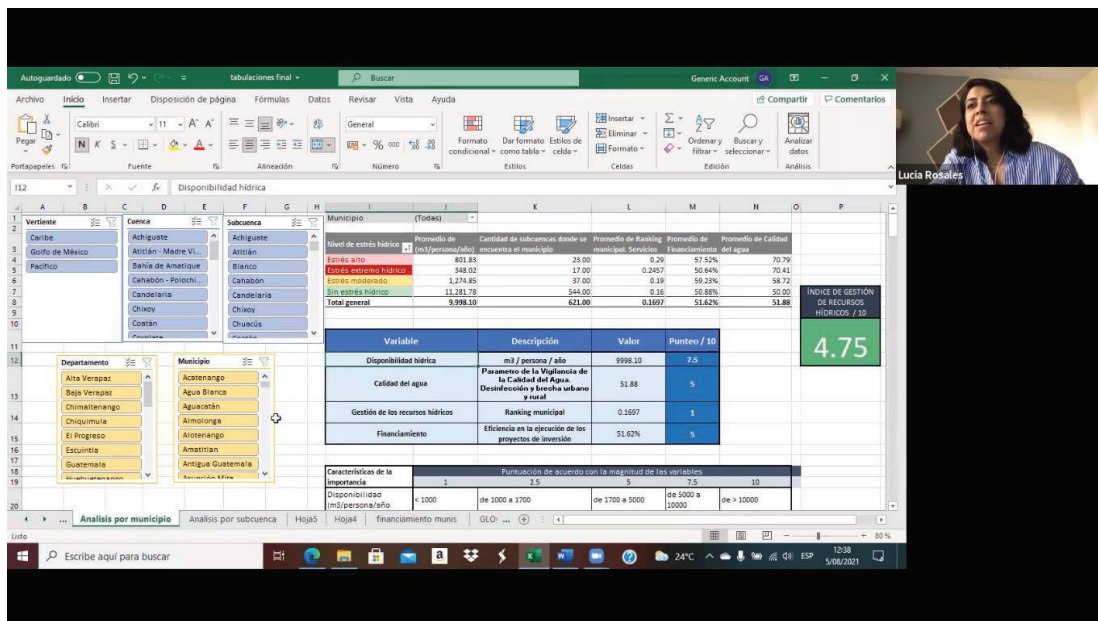 Autoguardado
tabulaciones final
Buscar
Generic Account
GA
Archivo Inicio Insertar Disposición de página Fórmulas Datos Revisar Vista Ayuda
Compartir
Comentarios
Pegar
Calibri
11
N K S
General
Formato condicional
Dar formato como tabla
Estilos de celda
Insertar
Eliminar
Formato
Ordenar y filtrar
Buscar y seleccionar
Analizar datos
Portapapeles Fuente Alineación Número Estilos Celdas Edición Análisis
Lucia Rosales
I12
Disponibilidad hídrica
A B C D E F G H I J K L M N O P
Vertiente
Caribe
Golfo de México
Pacífico
Cuenca
Achiguate
Atitlán - Madre Vi...
Bahía de Amatique
Cahabón - Polochi...
Candelaria
Chixoy
Coatán
Subcuenca
Achiguate
Atitlán
Blanco
Cahabón
Candelaria
Chixoy
Chuacús
Municipio (Todas)
Nivel de estrés hídrico
Promedio de (m3/persona/año)
Cantidad de subcuencas donde se encuentra el municipio
Promedio de Ranking municipal. Servicios
Promedio de Financiamiento
Promedio de Calidad del agua
Estrés alto 801.83 23.00 0.29 57.52% 70.79
Estrés extremo hídrico 348.02 17.00 0.2457 50.64% 70.41
Estrés moderado 1,274.85 37.00 0.19 59.23% 58.72
Sin estrés hídrico 11,281.78 544.00 0.16 50.88% 50.00
Total general 9,998.10 621.00 0.1697 51.62% 51.88
ÍNDICE DE GESTIÓN
DE RECURSOS
HÍDRICOS / 10
4.75
Variable Descripción Valor Punteo / 10
Disponibilidad hídrica m3 / persona / año 9998.10 7.5
Calidad del agua
Parametro de la Vigilancia de
la Calidad del Agua.
Desinfección y brecha urbano
y rural
51.88 5
Gestión de los recursos hídricos Ranking municipal 0.1697 1
Financiamiento
Eficiencia en la ejecución de los
proyectos de inversión
51.62% 5
Departamento
Alta Verapaz
Baja Verapaz
Chimaltenango
Chiquimula
El Progreso
Escuintla
Guatemala
Municipio
Acatenango
Agua Blanca
Aguacatán
Almolonga
Alotenango
Amatitlan
Antigua Guatemala
Características de la importancia
Puntuación de acuerdo con la magnitud de las variables
1 2.5 5 7.5 10
Disponibilidad (m3/persona/año
< 1000 de 1000 a 1700 de 1700 a 5000 de 5000 a 10000 de > 10000
... Analisis por municipio Analisis por subcuenca Hoja5 Hoja4 financiamiento munis GLO ...
Listo
80 %
Escribe aquí para buscar
24°C
ESP
12:38
5/08/2021